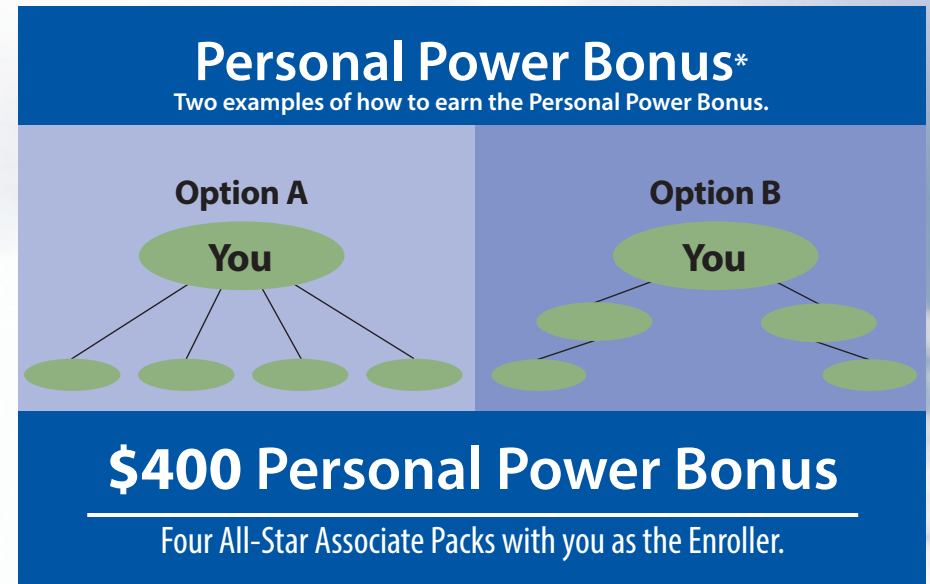 Personal Power Bonus*
Two examples of how to earn the Personal Power Bonus.
Option A
You
Option B
You
$400 Personal Power Bonus
Four All-Star Associate Packs with you as the Enroller.